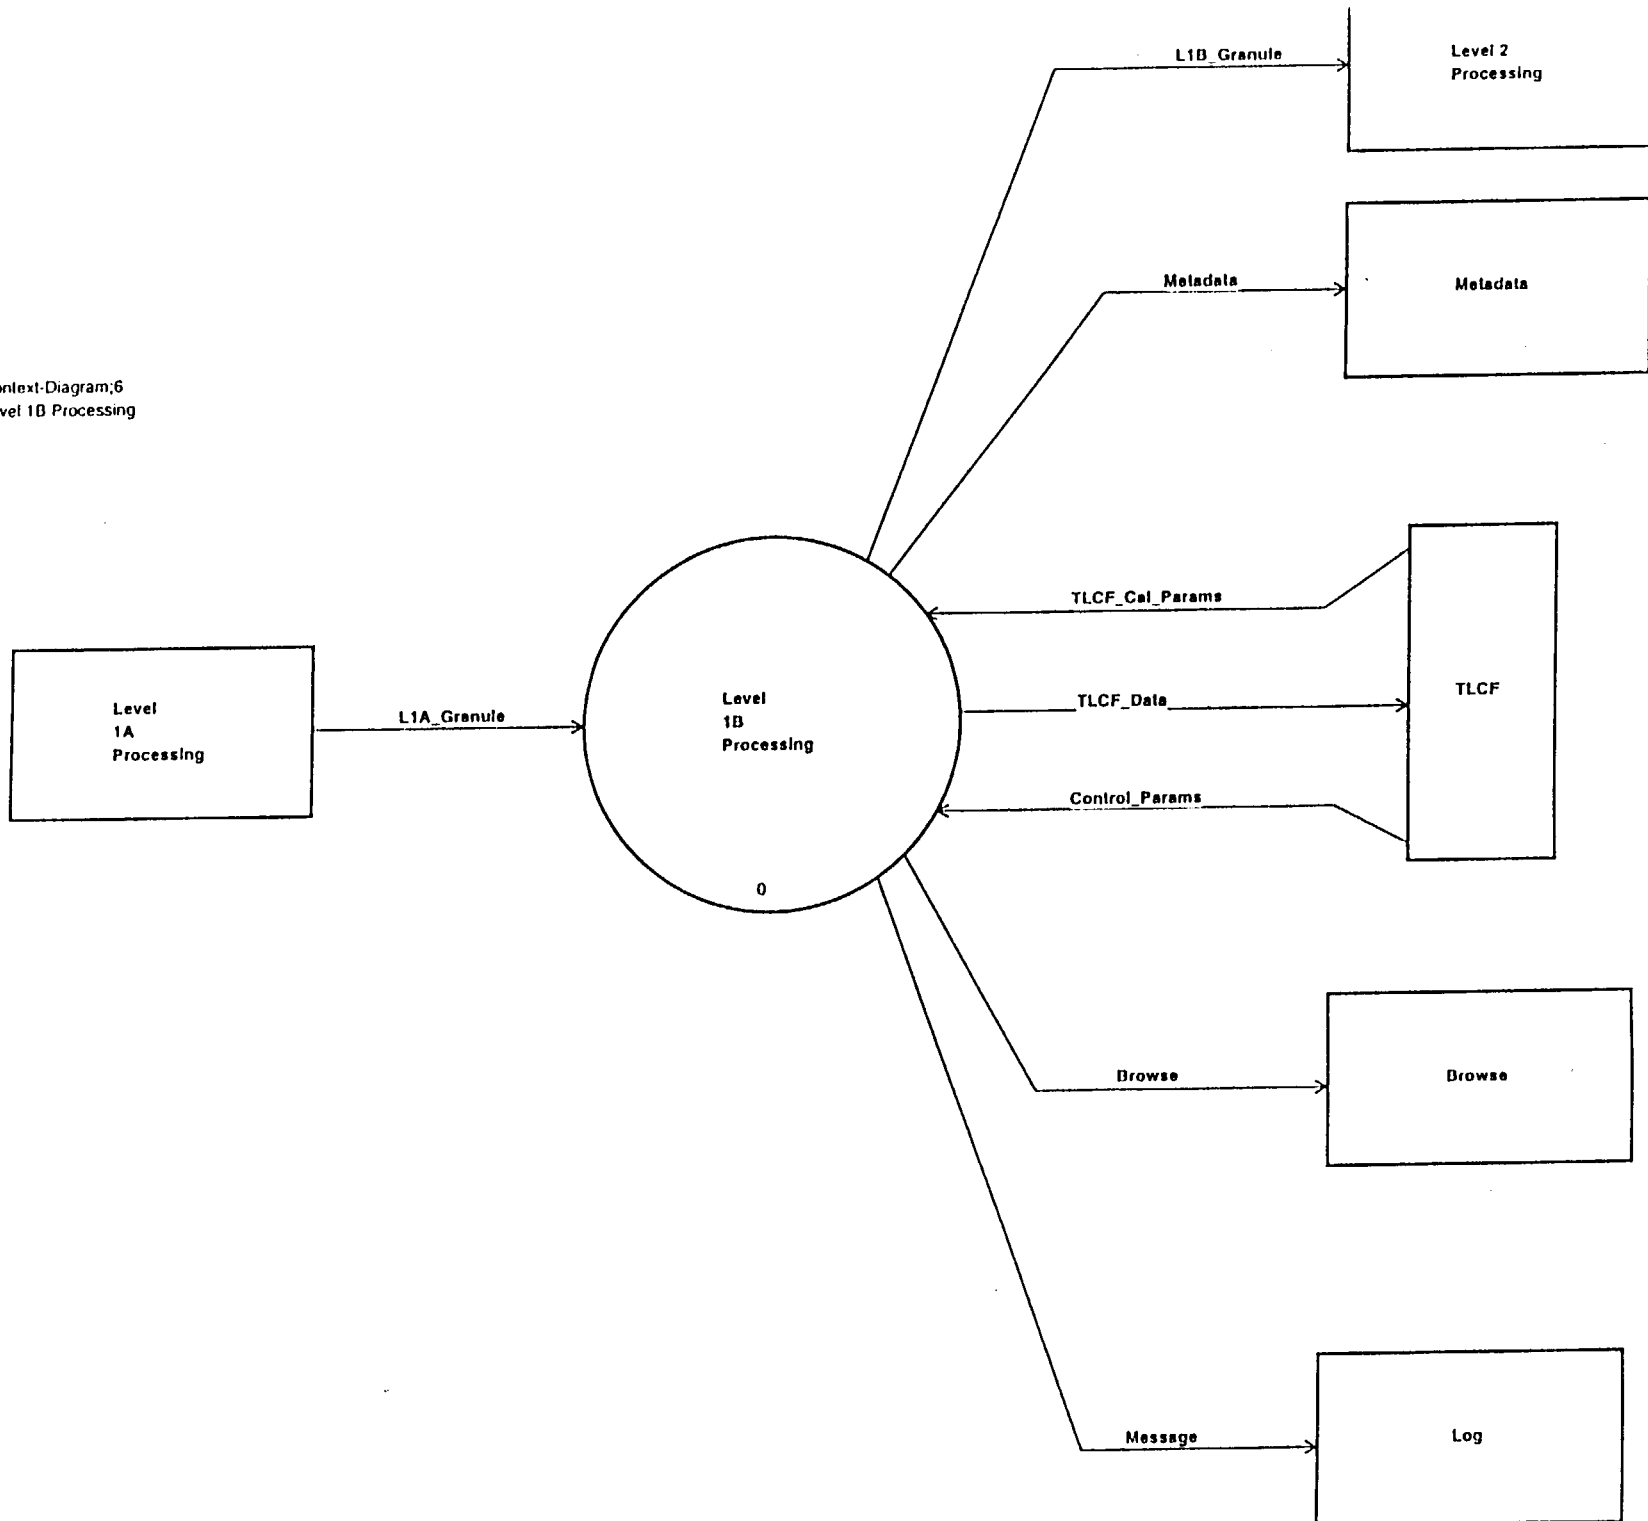 L1B_Granule
Level 2
Processing
Metadata
Metadata
ontext-Diagram;6
vel 1B Processing
TLCF_Cal_Params
TLCF_Data
TLCF
Control_Params
Level
1A
Processing
L1A_Granule
Level
1B
Processing
0
Browse
Browse
Message
Log